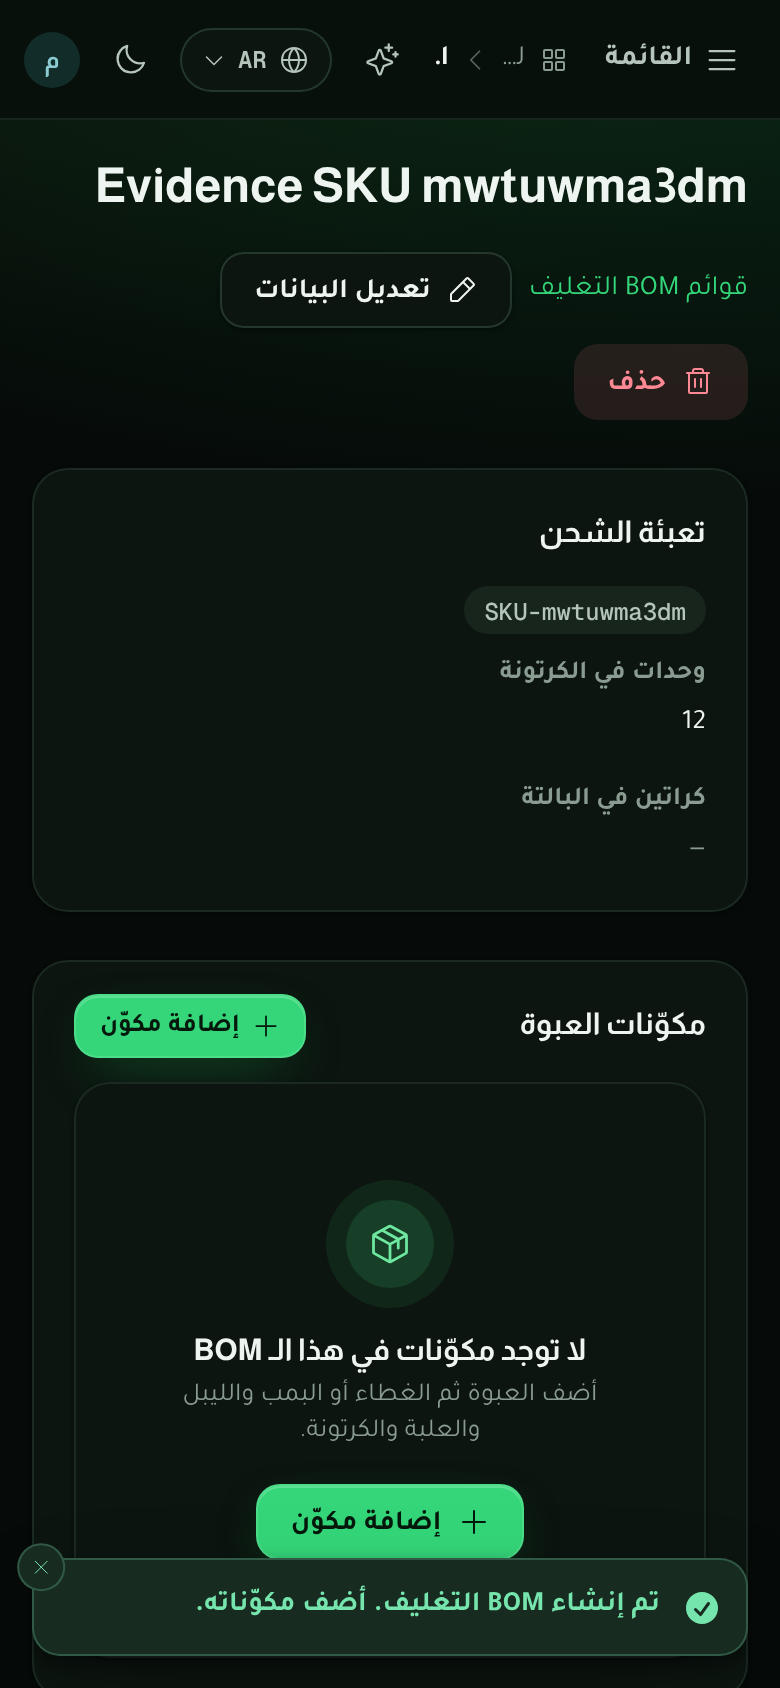 القائمة
لـ...
ا.
AR
م
Evidence SKU mwtuwma3dm
قوائم BOM التغليف
تعديل البيانات
حذف
تعبئة الشحن
SKU-mwtuwma3dm
وحدات في الكرتونة
12
كراتين في البالتة
—
مكوّنات العبوة
إضافة مكوّن
لا توجد مكوّنات في هذا الـ BOM
أضف العبوة ثم الغطاء أو البمب والليبل
والعلبة والكرتونة.
إضافة مكوّن
تم إنشاء BOM التغليف. أضف مكوّناته.